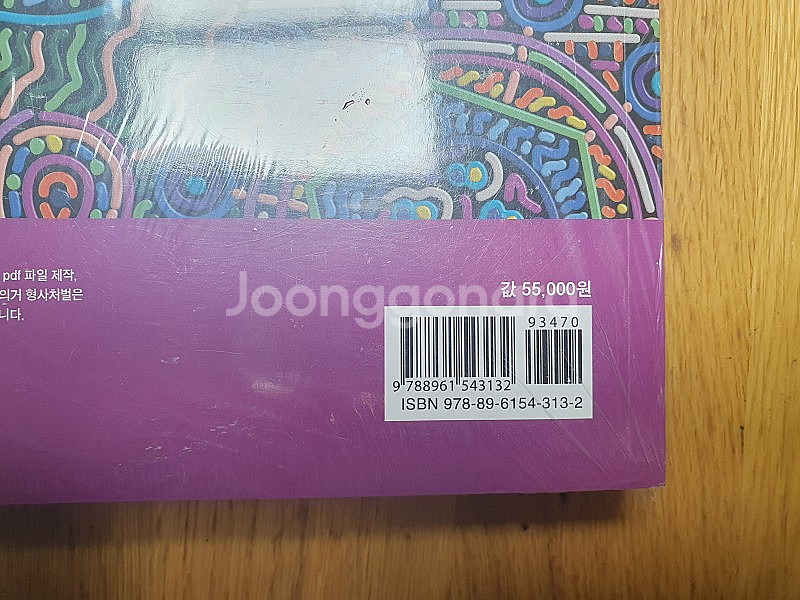 pdf 파일 제작,
의거 형사처벌은
니다.
Joonggonara
값 55,000원
93470
9 788961 543132
ISBN 978-89-6154-313-2